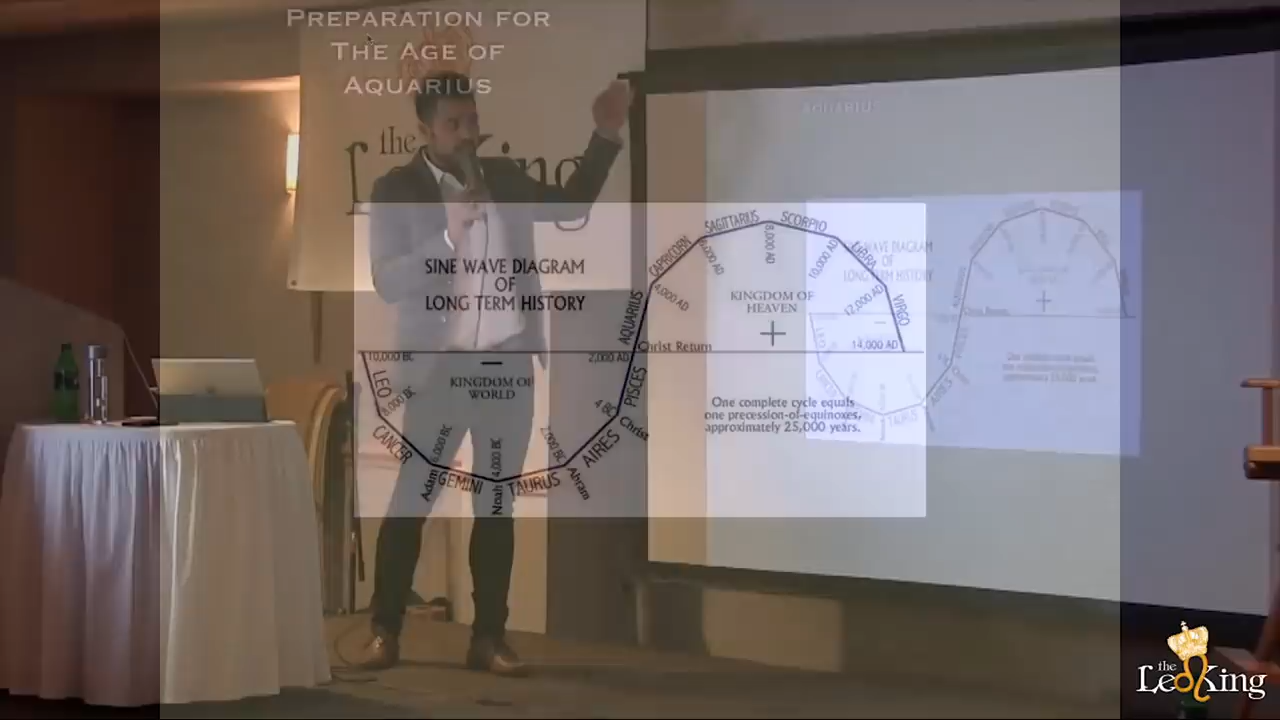 PREPARATION FOR
THE AGE OF
AQUARIUS
the
SINE WAVE DIAGRAM
OF
LONG TERM HISTORY
KINGDOM OF
HEAVEN
+
KINGDOM OF
WORLD
—
10,000 BC
LEO
8,000 BC
CANCER
6,000 BC
Adam
GEMINI
4,000 BC
Noah
TAURUS
2,000 BC
Abram
AIRES
4 BC
Christ
PISCES
2,000 AD
Christ Return
AQUARIUS
4,000 AD
CAPRICORN
6,000 AD
SAGITTARIUS
8,000 AD
SCORPIO
10,000 AD
LIBRA
12,000 AD
VIRGO
14,000 AD
One complete cycle equals
one precession-of-equinoxes,
approximately 25,000 years.
the
LeoKing